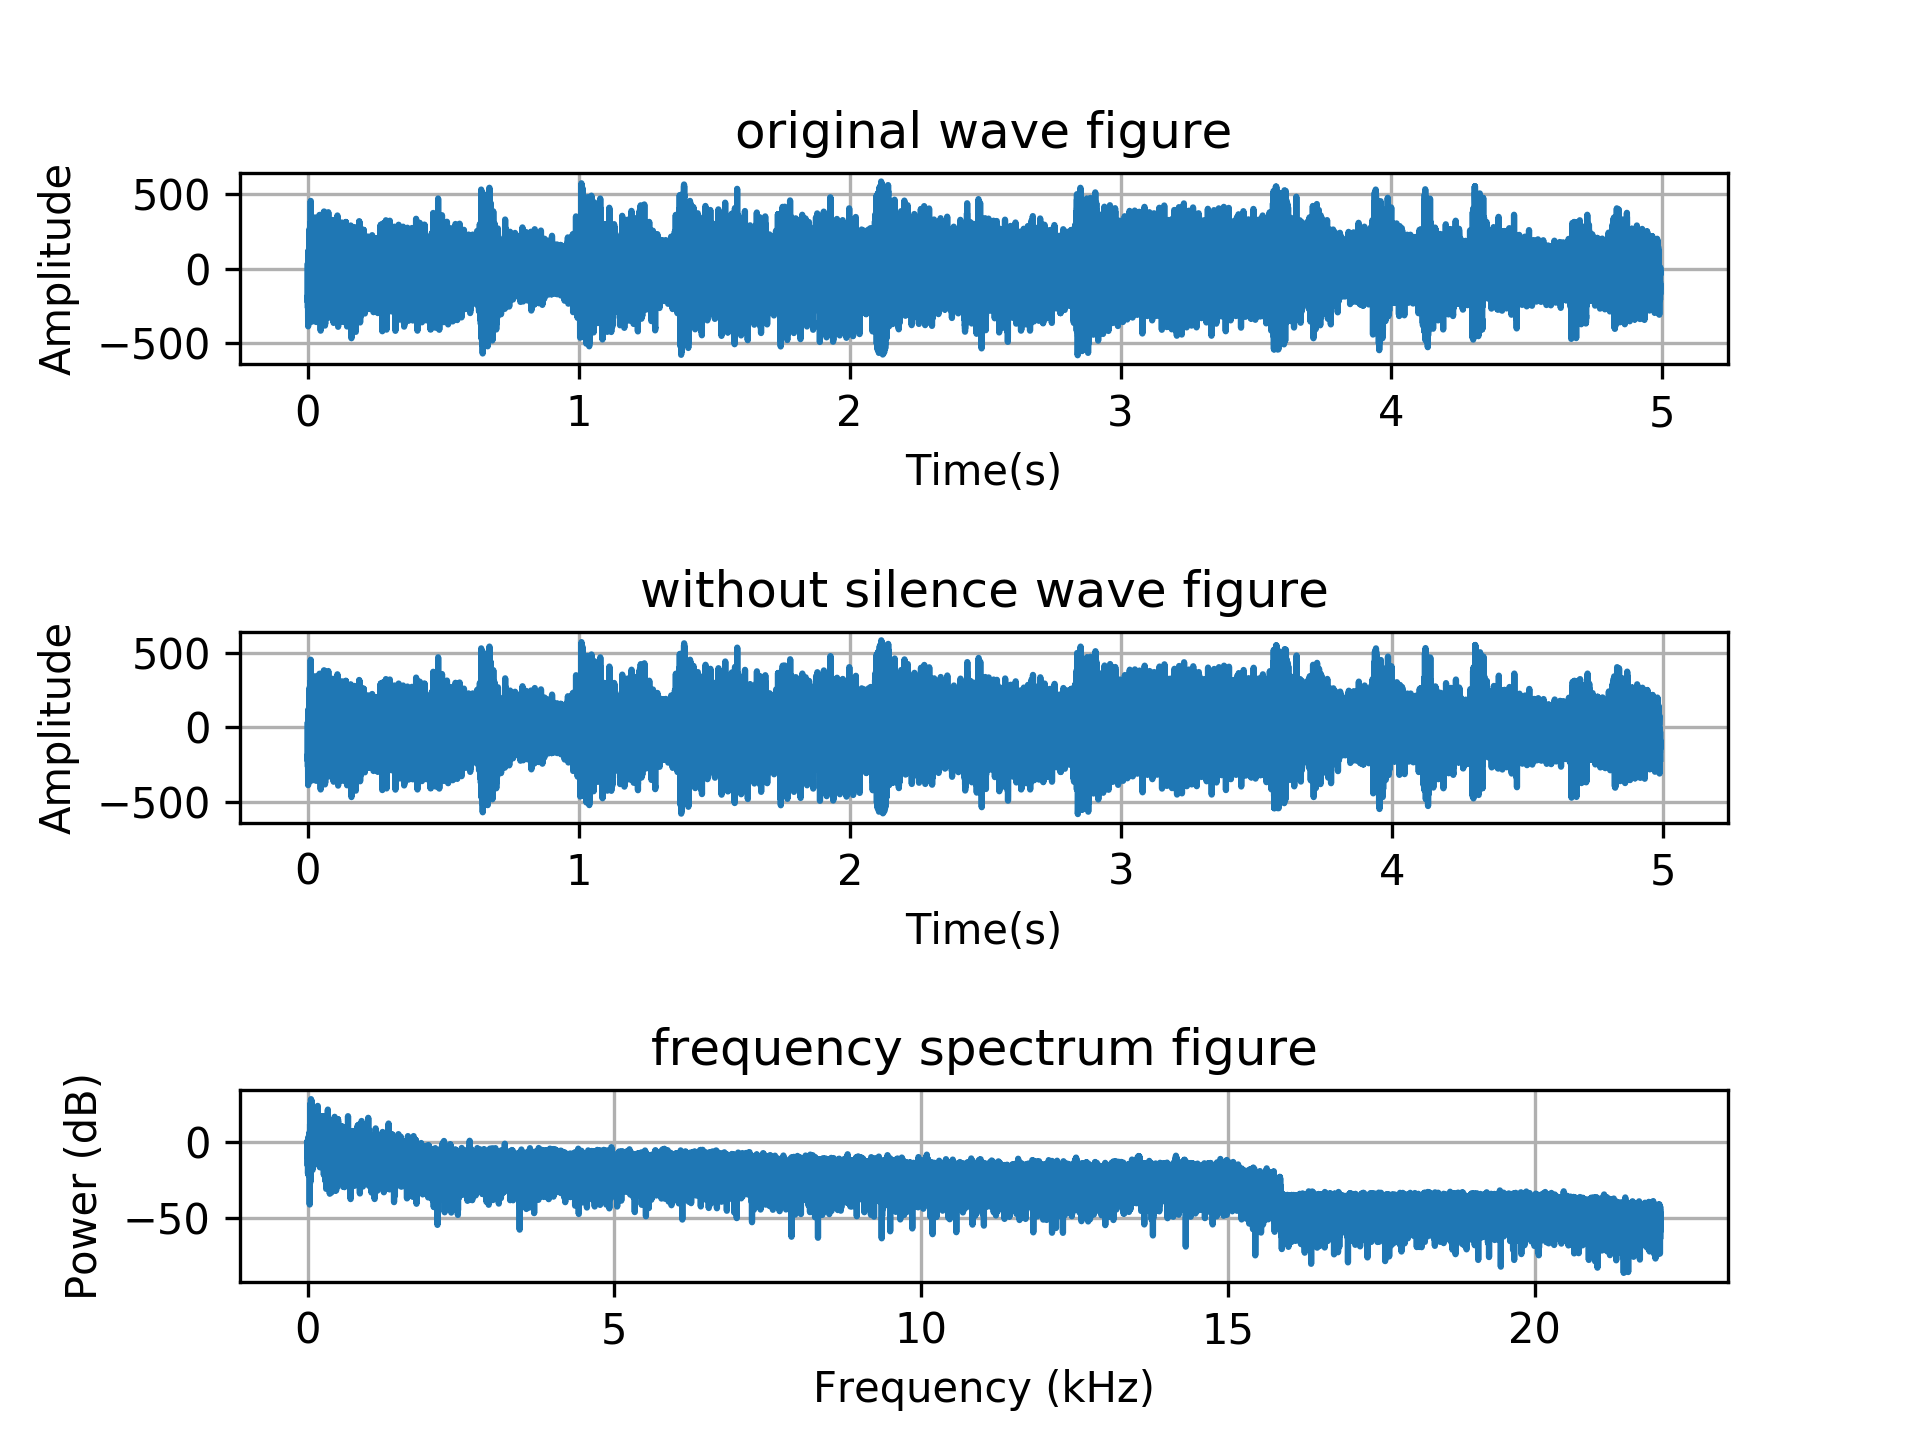 original wave figure
Amplitude
500
0
−500
0 1 2 3 4 5
Time(s)
without silence wave figure
Amplitude
500
0
−500
0 1 2 3 4 5
Time(s)
frequency spectrum figure
Power (dB)
0
−50
0 5 10 15 20
Frequency (kHz)